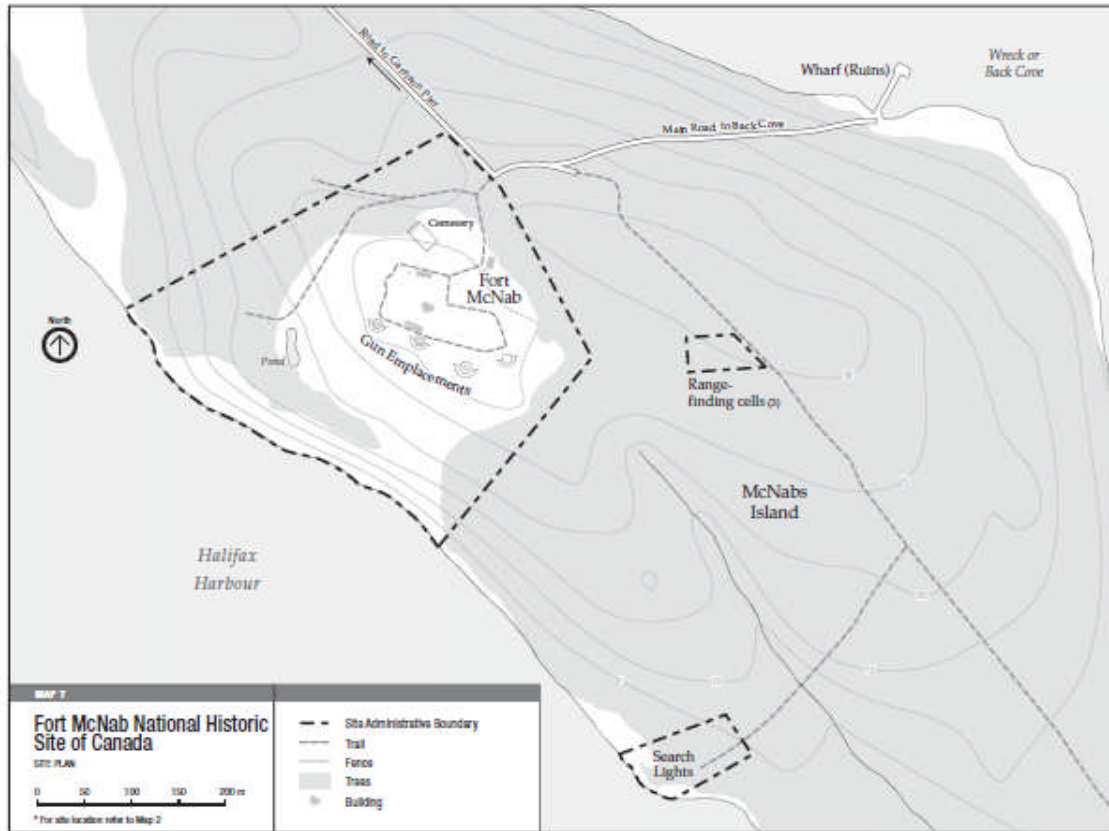 Road to Garrison Pier
Wharf (Ruins)
Wreck or
Back Cove
Main Road to Back Cove
Cemetery
Fort
McNab
North
Pond
Gun Emplacements
Range-
finding cells (3)
McNabs
Island
Halifax
Harbour
Search
Lights
MAP 7
Fort McNab National Historic
Site of Canada
SITE PLAN
0 50 100 150 200 m
* For site location refer to Map 2
Site Administrative Boundary
Trail
Fence
Trees
Building